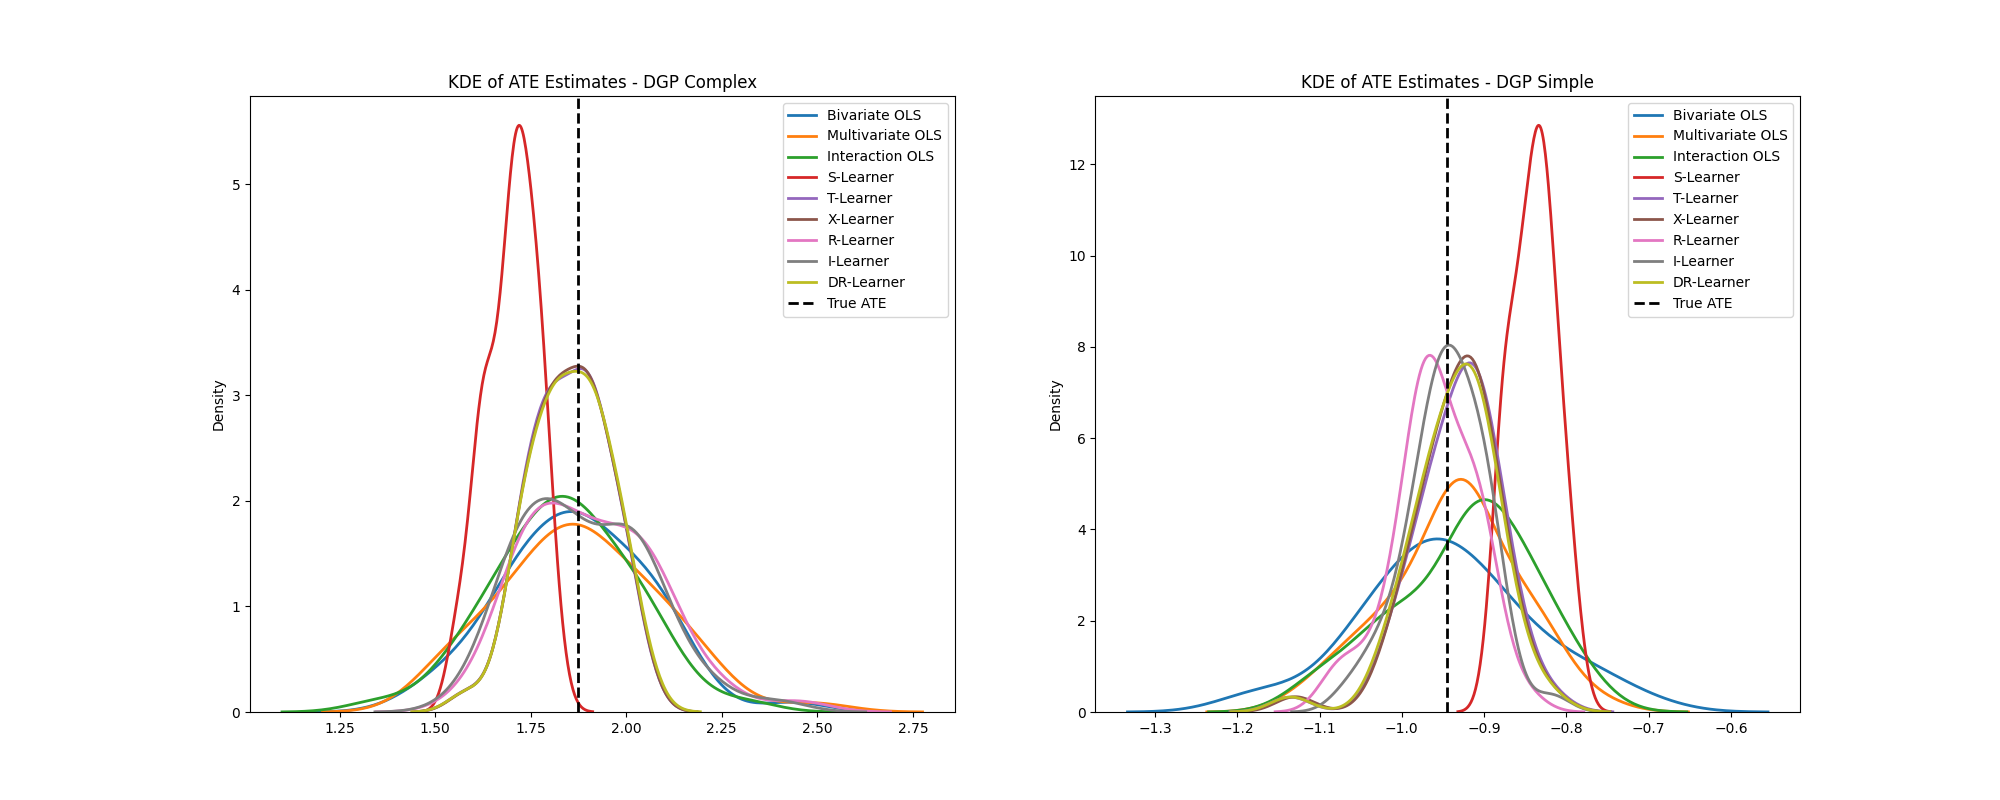 KDE of ATE Estimates - DGP Complex
Density
5
4
3
2
1
0
1.25 1.50 1.75 2.00 2.25 2.50 2.75
Bivariate OLS
Multivariate OLS
Interaction OLS
S-Learner
T-Learner
X-Learner
R-Learner
I-Learner
DR-Learner
True ATE
KDE of ATE Estimates - DGP Simple
Density
12
10
8
6
4
2
0
−1.3 −1.2 −1.1 −1.0 −0.9 −0.8 −0.7 −0.6
Bivariate OLS
Multivariate OLS
Interaction OLS
S-Learner
T-Learner
X-Learner
R-Learner
I-Learner
DR-Learner
True ATE